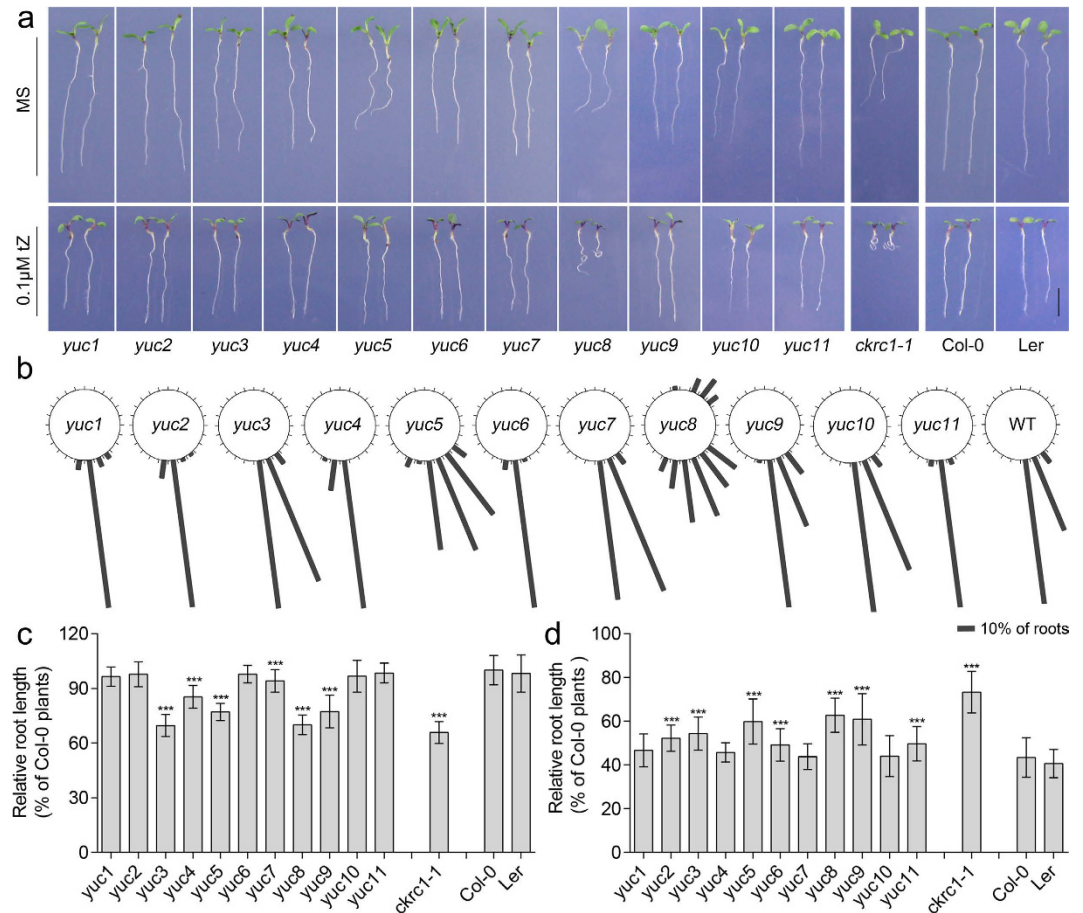 a
MS
0.1μM tZ
yuc1 yuc2 yuc3 yuc4 yuc5 yuc6 yuc7 yuc8 yuc9 yuc10 yuc11 ckrc1-1 Col-0 Ler
b
yuc1 yuc2 yuc3 yuc4 yuc5 yuc6 yuc7 yuc8 yuc9 yuc10 yuc11 WT
10% of roots
c
Relative root length
(% of Col-0 plants)
120
90
60
30
0
*** *** *** *** *** *** ***
yuc1 yuc2 yuc3 yuc4 yuc5 yuc6 yuc7 yuc8 yuc9 yuc10 yuc11 ckrc1-1 Col-0 Ler
d
Relative root length
(% of Col-0 plants )
100
80
60
40
20
0
*** *** *** *** *** *** *** ***
yuc1 yuc2 yuc3 yuc4 yuc5 yuc6 yuc7 yuc8 yuc9 yuc10 yuc11 ckrc1-1 Col-0 Ler